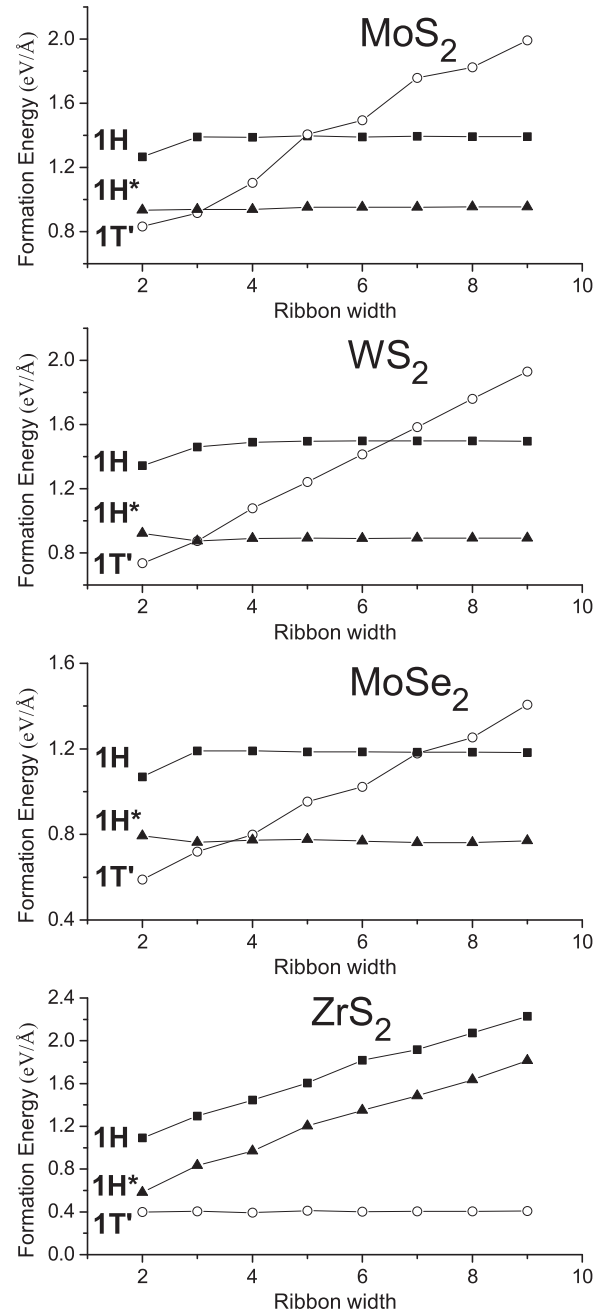 MoS2
Formation Energy (eV/Å)
2.0
1.6
1.2
0.8
1H
1H*
1T'
2
4
6
8
10
Ribbon width
WS2
Formation Energy (eV/Å)
2.0
1.6
1.2
0.8
1H
1H*
1T'
2
4
6
8
10
Ribbon width
MoSe2
Formation Energy (eV/Å)
1.6
1.2
0.8
0.4
1H
1H*
1T'
2
4
6
8
10
Ribbon width
ZrS2
Formation Energy (eV/Å)
2.4
2.0
1.6
1.2
0.8
0.4
0.0
1H
1H*
1T'
2
4
6
8
10
Ribbon width